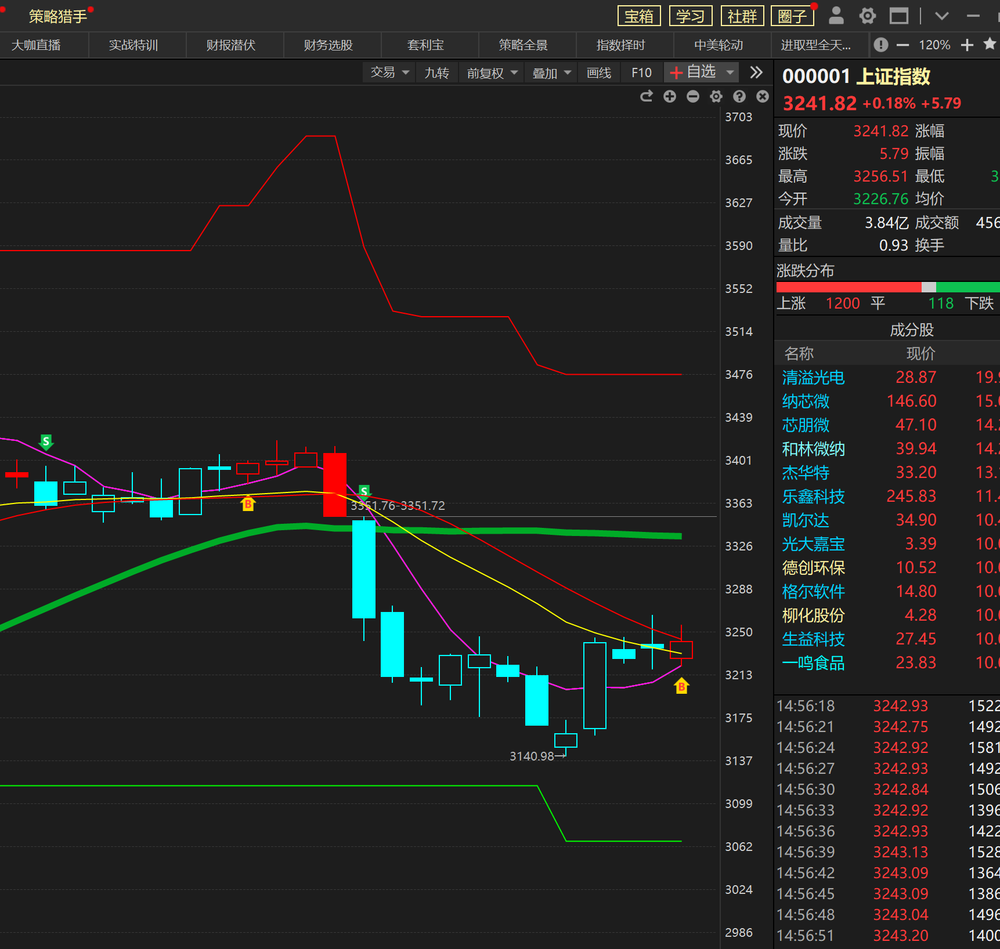 策略猎手
宝箱 学习 社群 圈子
大咖直播 实战特训 财报潜伏 财务选股 套利宝 策略全景 指数择时 中美轮动 进取型全天... 120%
交易 九转 前复权 叠加 画线 F10 +自选
000001 上证指数
3241.82 +0.18% +5.79
现价 3241.82 涨幅
涨跌 5.79 振幅
最高 3256.51 最低 3
今开 3226.76 均价
成交量 3.84亿 成交额 456
量比 0.93 换手
涨跌分布
上涨 1200 平 118 下跌
成分股
名称 现价
清溢光电 28.87 19.9
纳芯微 146.60 15.0
芯朋微 47.10 14.2
和林微纳 39.94 14.2
杰华特 33.20 13.1
乐鑫科技 245.83 11.4
凯尔达 34.90 10.4
光大嘉宝 3.39 10.0
德创环保 10.52 10.0
格尔软件 14.80 10.0
柳化股份 4.28 10.0
生益科技 27.45 10.0
一鸣食品 23.83 10.0
14:56:18 3242.93 1522
14:56:21 3242.75 1492
14:56:24 3242.92 1581
14:56:27 3242.93 1492
14:56:30 3242.84 1506
14:56:33 3242.92 1396
14:56:36 3242.93 1422
14:56:39 3243.13 1528
14:56:42 3243.09 1364
14:56:45 3243.09 1386
14:56:48 3243.04 1496
14:56:51 3243.20 1400
3703
3665
3627
3590
3552
3514
3476
3439
3401
3363
3326
3288
3250
3213
3175
3137
3099
3062
3024
2986
S
B
S
3351.76-3351.72
B
3140.98→